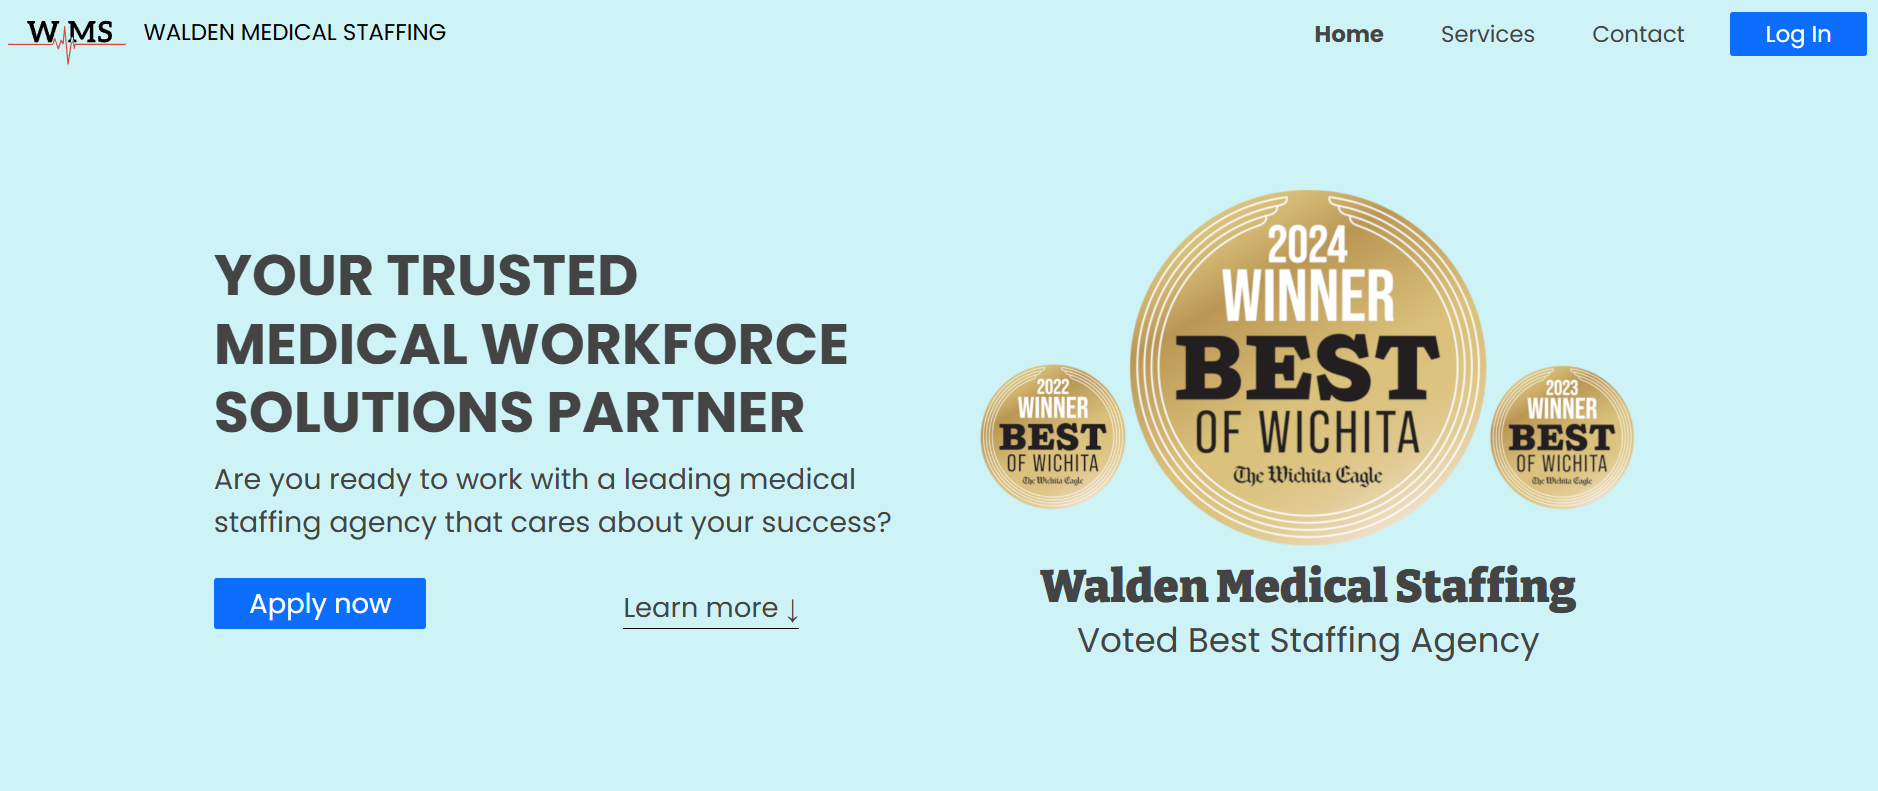 WMS
WALDEN MEDICAL STAFFING
Home
Services
Contact
Log In
YOUR TRUSTED
MEDICAL WORKFORCE
SOLUTIONS PARTNER
Are you ready to work with a leading medical
staffing agency that cares about your success?
Apply now
Learn more ↓
2022
WINNER
BEST
OF WICHITA
The Wichita Eagle
2024
WINNER
BEST
OF WICHITA
The Wichita Eagle
2023
WINNER
BEST
OF WICHITA
The Wichita Eagle
Walden Medical Staffing
Voted Best Staffing Agency